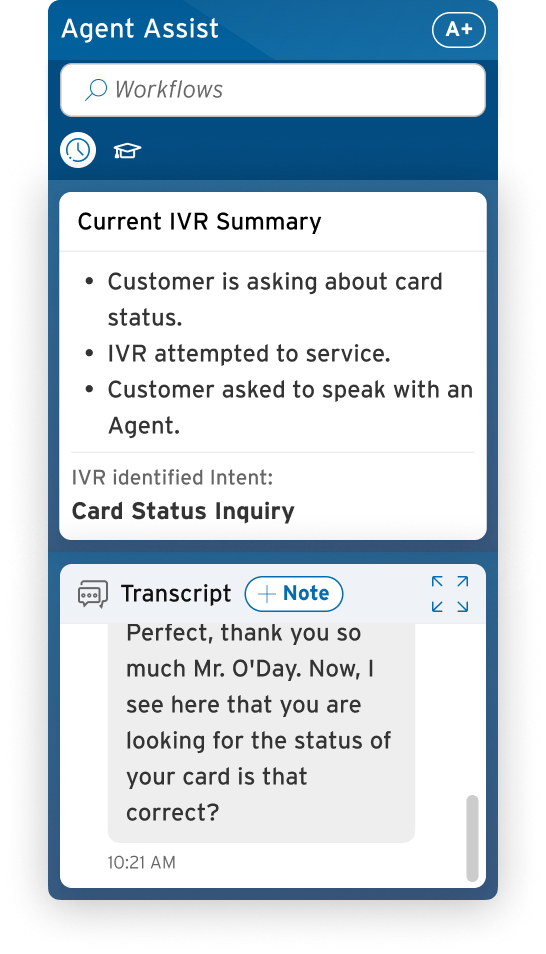 Agent Assist
A+
Workflows
Current IVR Summary
• Customer is asking about card
status.
• IVR attempted to service.
• Customer asked to speak with an
Agent.
IVR identified Intent:
Card Status Inquiry
Transcript
+ Note
Perfect, thank you so
much Mr. O'Day. Now, I
see here that you are
looking for the status of
your card is that
correct?
10:21 AM